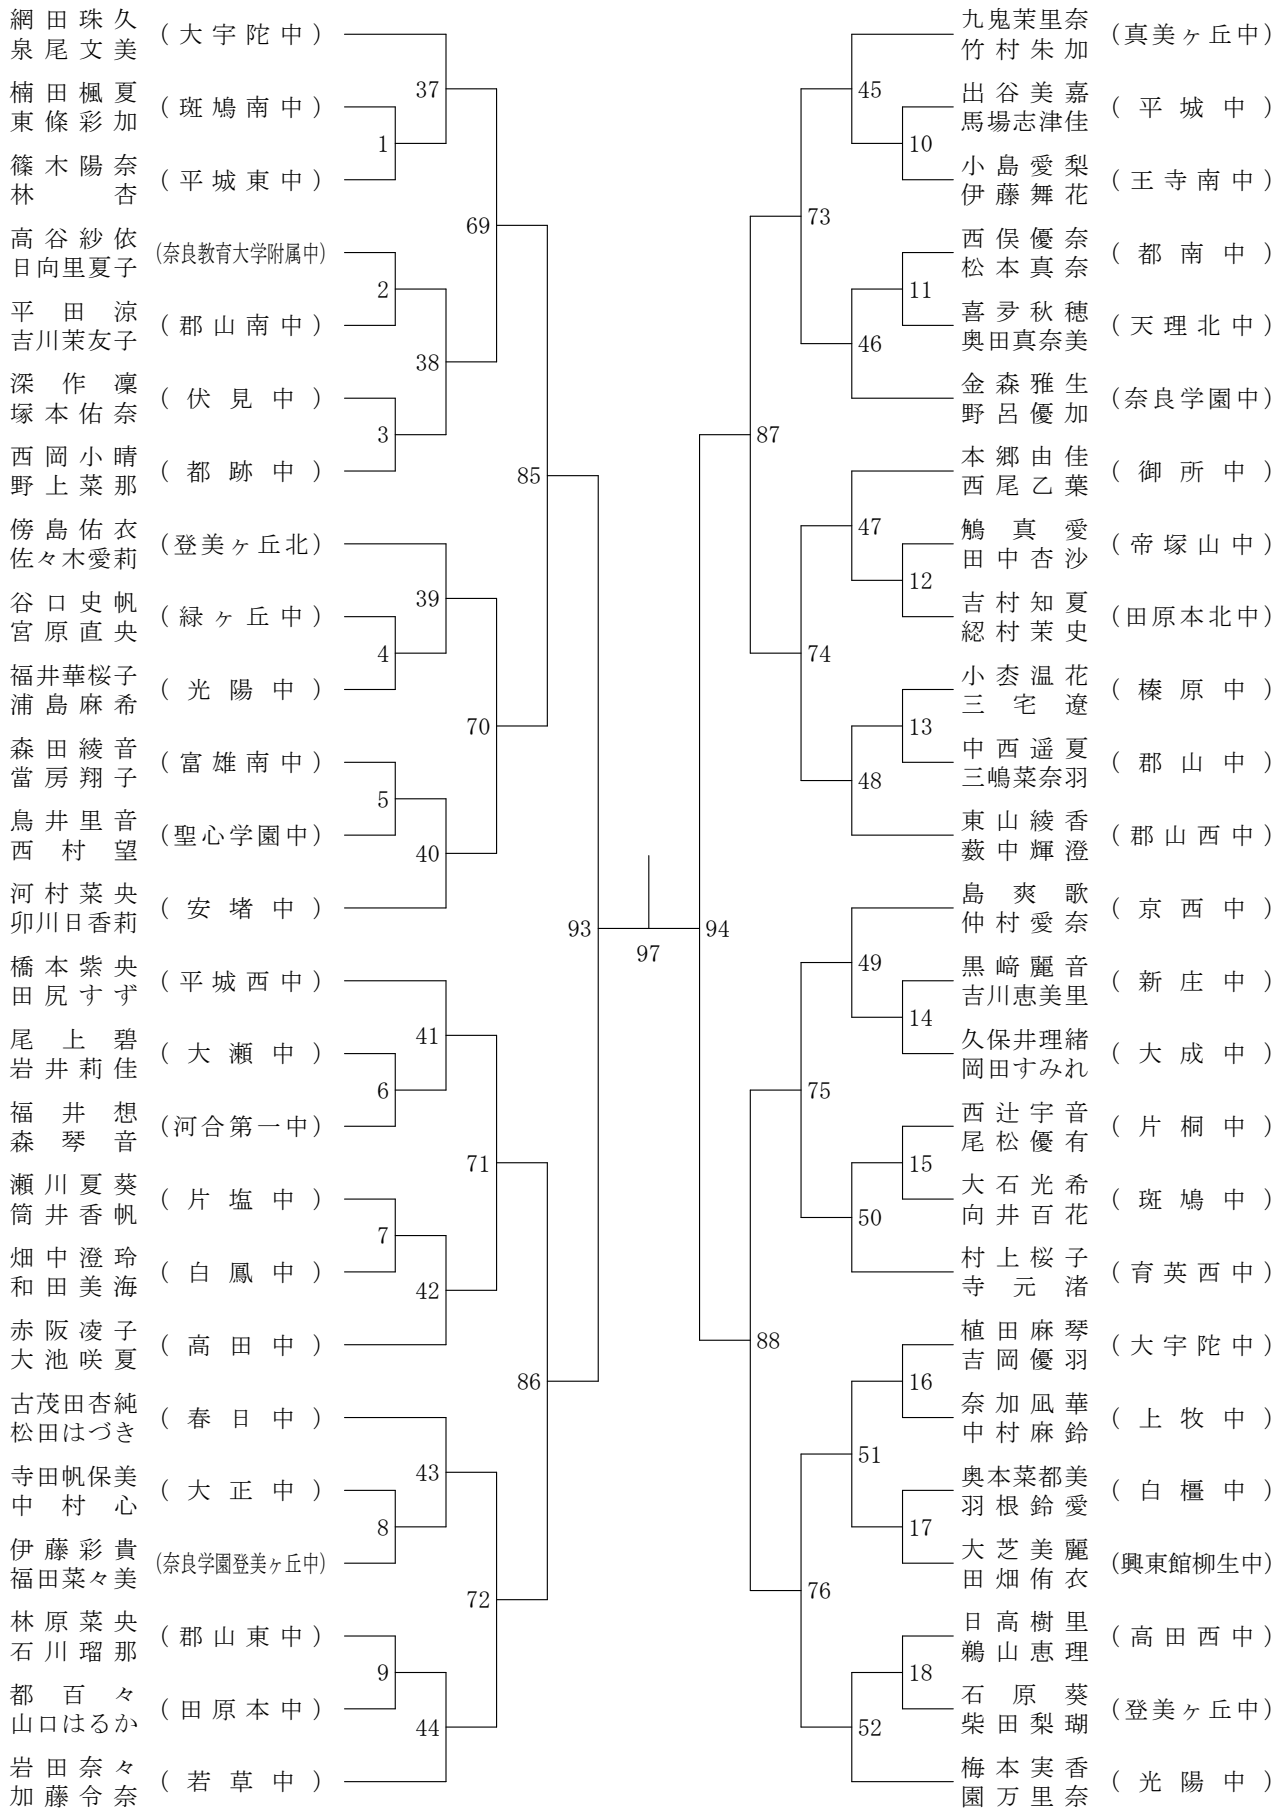 網田珠久
泉尾文美
(大宇陀中)
楠田楓夏
東條彩加
(斑鳩南中)
篠木陽奈
林杏
(平城東中)
高谷紗依
日向里夏子
(奈良教育大学附属中)
平田涼
吉川茉友子
(郡山南中)
深作凜
塚本佑奈
(伏見中)
西岡小晴
野上菜那
(都跡中)
傍島佑衣
佐々木愛莉
(登美ヶ丘北)
谷口史帆
宮原直央
(緑ヶ丘中)
福井華桜子
浦島麻希
(光陽中)
森田綾音
當房翔子
(富雄南中)
鳥井里音
西村望
(聖心学園中)
河村菜央
卯川日香莉
(安堵中)
橋本紫央
田尻すず
(平城西中)
尾上碧
岩井莉佳
(大瀬中)
福井想
森琴音
(河合第一中)
瀬川夏葵
筒井香帆
(片塩中)
畑中澄玲
和田美海
(白鳳中)
赤阪凌子
大池咲夏
(高田中)
古茂田杏純
松田はづき
(春日中)
寺田帆保美
中村心
(大正中)
伊藤彩貴
福田菜々美
(奈良学園登美ヶ丘中)
林原菜央
石川瑠那
(郡山東中)
都百々
山口はるか
(田原本中)
岩田奈々
加藤令奈
(若草中)
1
2
3
4
5
6
7
8
9
37
38
39
40
41
42
43
44
69
70
71
72
85
86
93
97
94
87
88
73
74
75
76
45
46
47
48
49
50
51
52
10
11
12
13
14
15
16
17
18
九鬼茉里奈
竹村朱加
(真美ヶ丘中)
出谷美嘉
馬場志津佳
(平城中)
小島愛梨
伊藤舞花
(王寺南中)
西俣優奈
松本真奈
(都南中)
喜夛秋穂
奥田真奈美
(天理北中)
金森雅生
野呂優加
(奈良学園中)
本郷由佳
西尾乙葉
(御所中)
鵤真愛
田中杏沙
(帝塚山中)
吉村知夏
綛村茉史
(田原本北中)
小枩温花
三宅遼
(榛原中)
中西遥夏
三嶋菜奈羽
(郡山中)
東山綾香
薮中輝澄
(郡山西中)
島爽歌
仲村愛奈
(京西中)
黒﨑麗音
吉川恵美里
(新庄中)
久保井理緒
岡田すみれ
(大成中)
西辻宇音
尾松優有
(片桐中)
大石光希
向井百花
(斑鳩中)
村上桜子
寺元渚
(育英西中)
植田麻琴
吉岡優羽
(大宇陀中)
奈加凪華
中村麻鈴
(上牧中)
奥本菜都美
羽根鈴愛
(白橿中)
大芝美麗
田畑侑衣
(興東館柳生中)
日高樹里
鵜山恵理
(高田西中)
石原葵
柴田梨瑚
(登美ヶ丘中)
梅本実香
園万里奈
(光陽中)